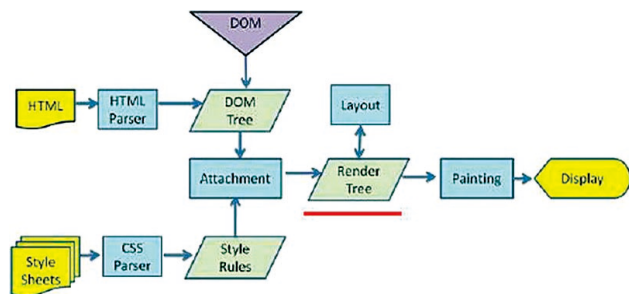 DOM
HTML
HTML
Parser
DOM
Tree
Layout
Attachment
Render
Tree
Painting
Display
Style
Sheets
CSS
Parser
Style
Rules